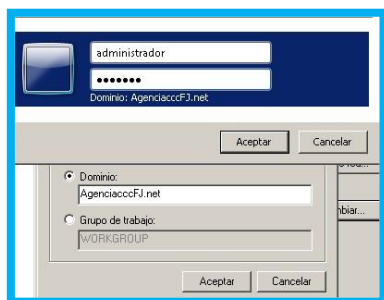 administrador
•••••••
Dominio: AgenciacccFJ.net
Aceptar Cancelar
Dominio:
AgenciacccFJ.net
Grupo de trabajo:
WORKGROUP
Aceptar Cancelar